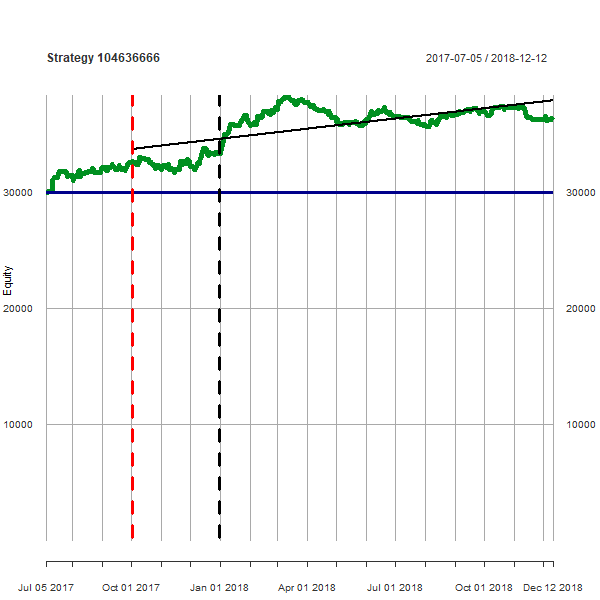 Strategy 104636666
2017-07-05 / 2018-12-12
30000
30000
Equity
20000
20000
10000
10000
Jul 05 2017
Oct 01 2017
Jan 01 2018
Apr 01 2018
Jul 01 2018
Oct 01 2018
Dec 12 2018